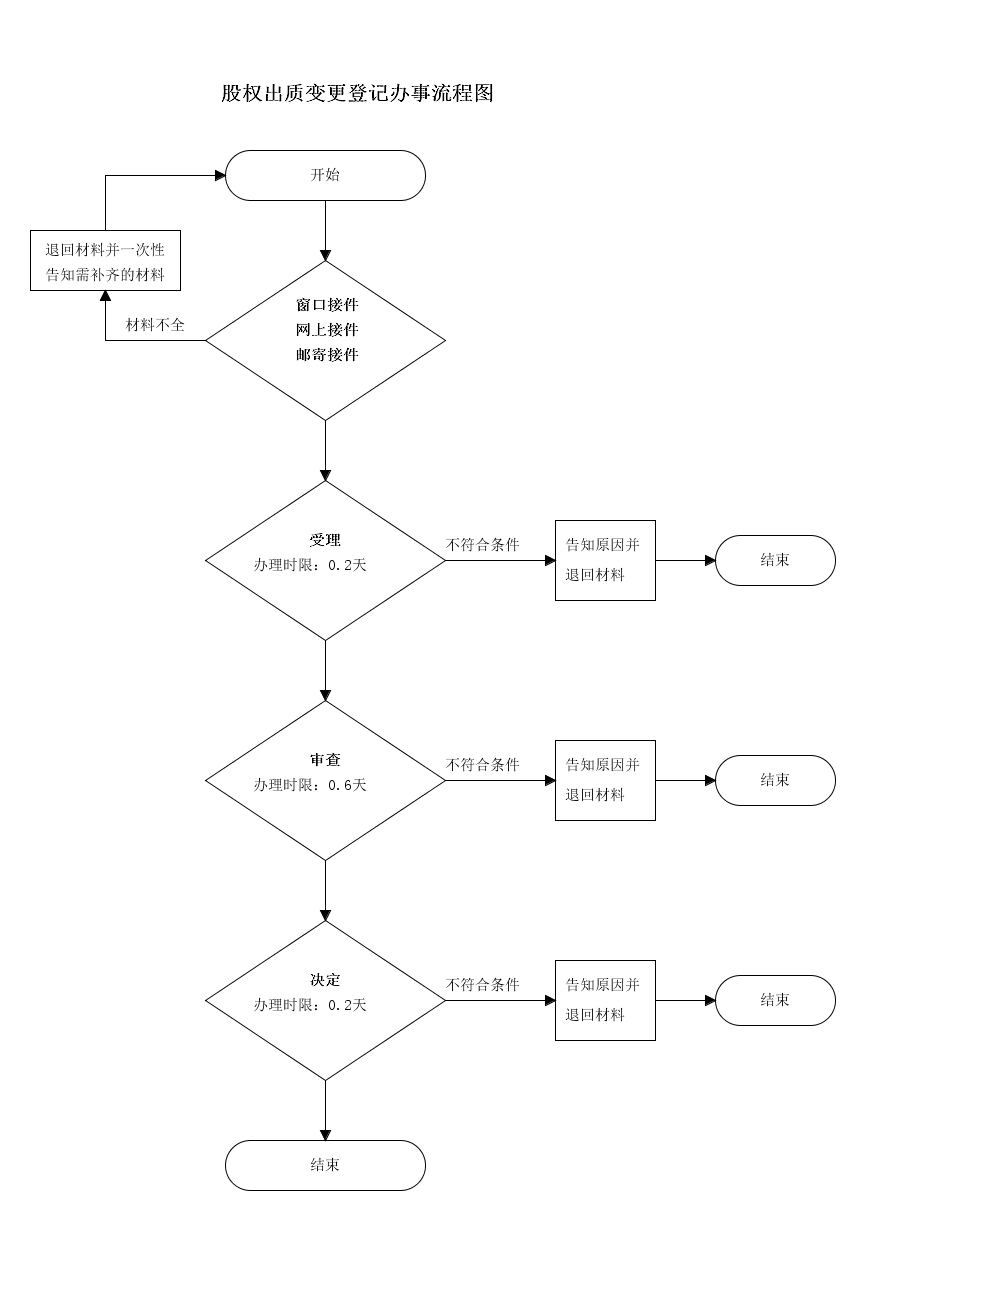 股权出质变更登记办事流程图
开始
退回材料并一次性
告知需补齐的材料
材料不全
窗口接件
网上接件
邮寄接件
受理
办理时限：0.2天
不符合条件
告知原因并
退回材料
结束
审查
办理时限：0.6天
不符合条件
告知原因并
退回材料
结束
决定
办理时限：0.2天
不符合条件
告知原因并
退回材料
结束
结束